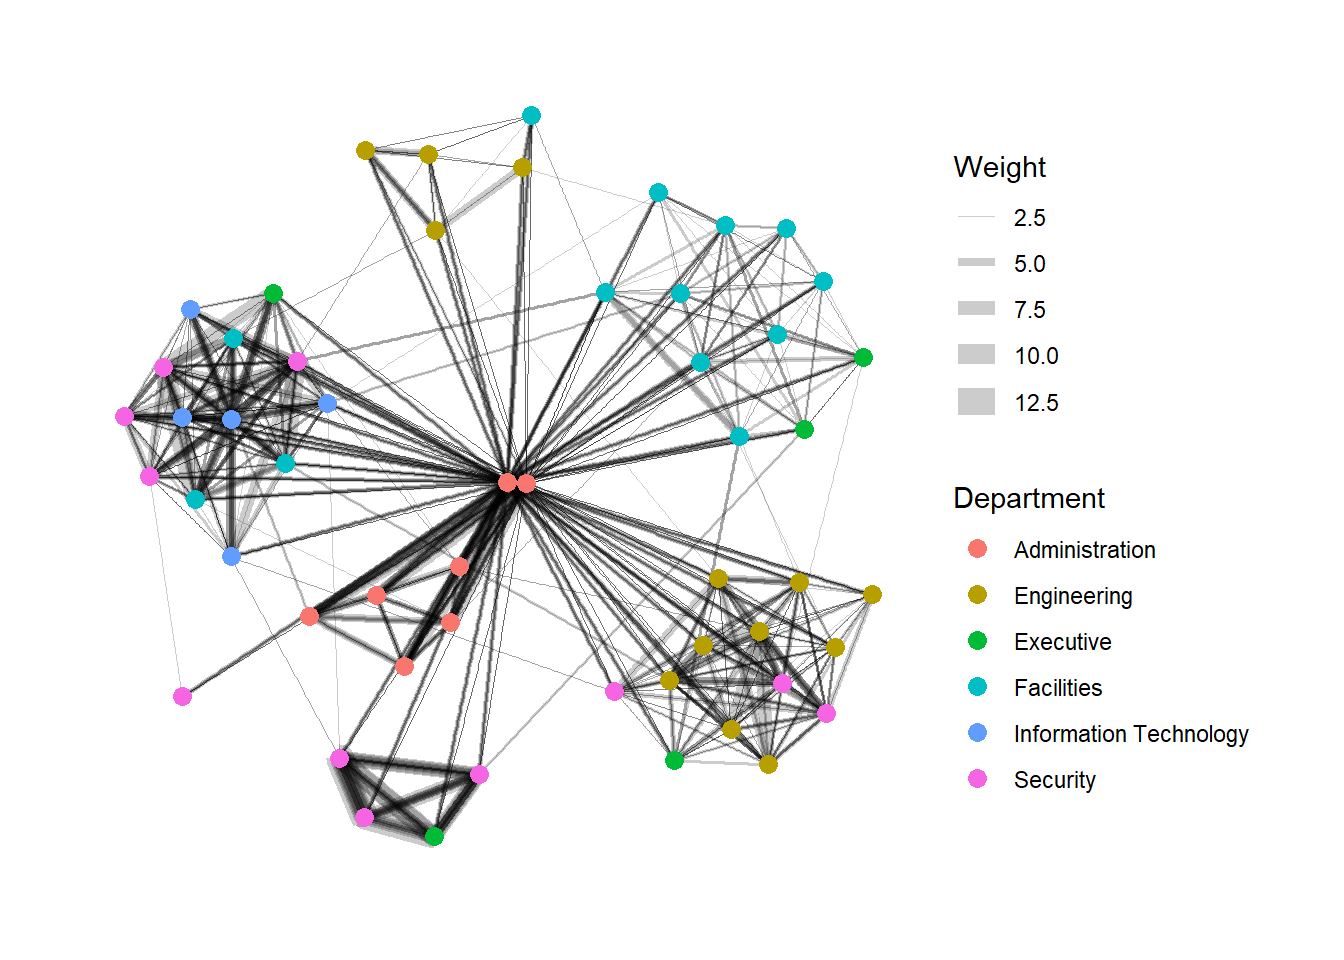 Weight
2.5
5.0
7.5
10.0
12.5
Department
Administration
Engineering
Executive
Facilities
Information Technology
Security